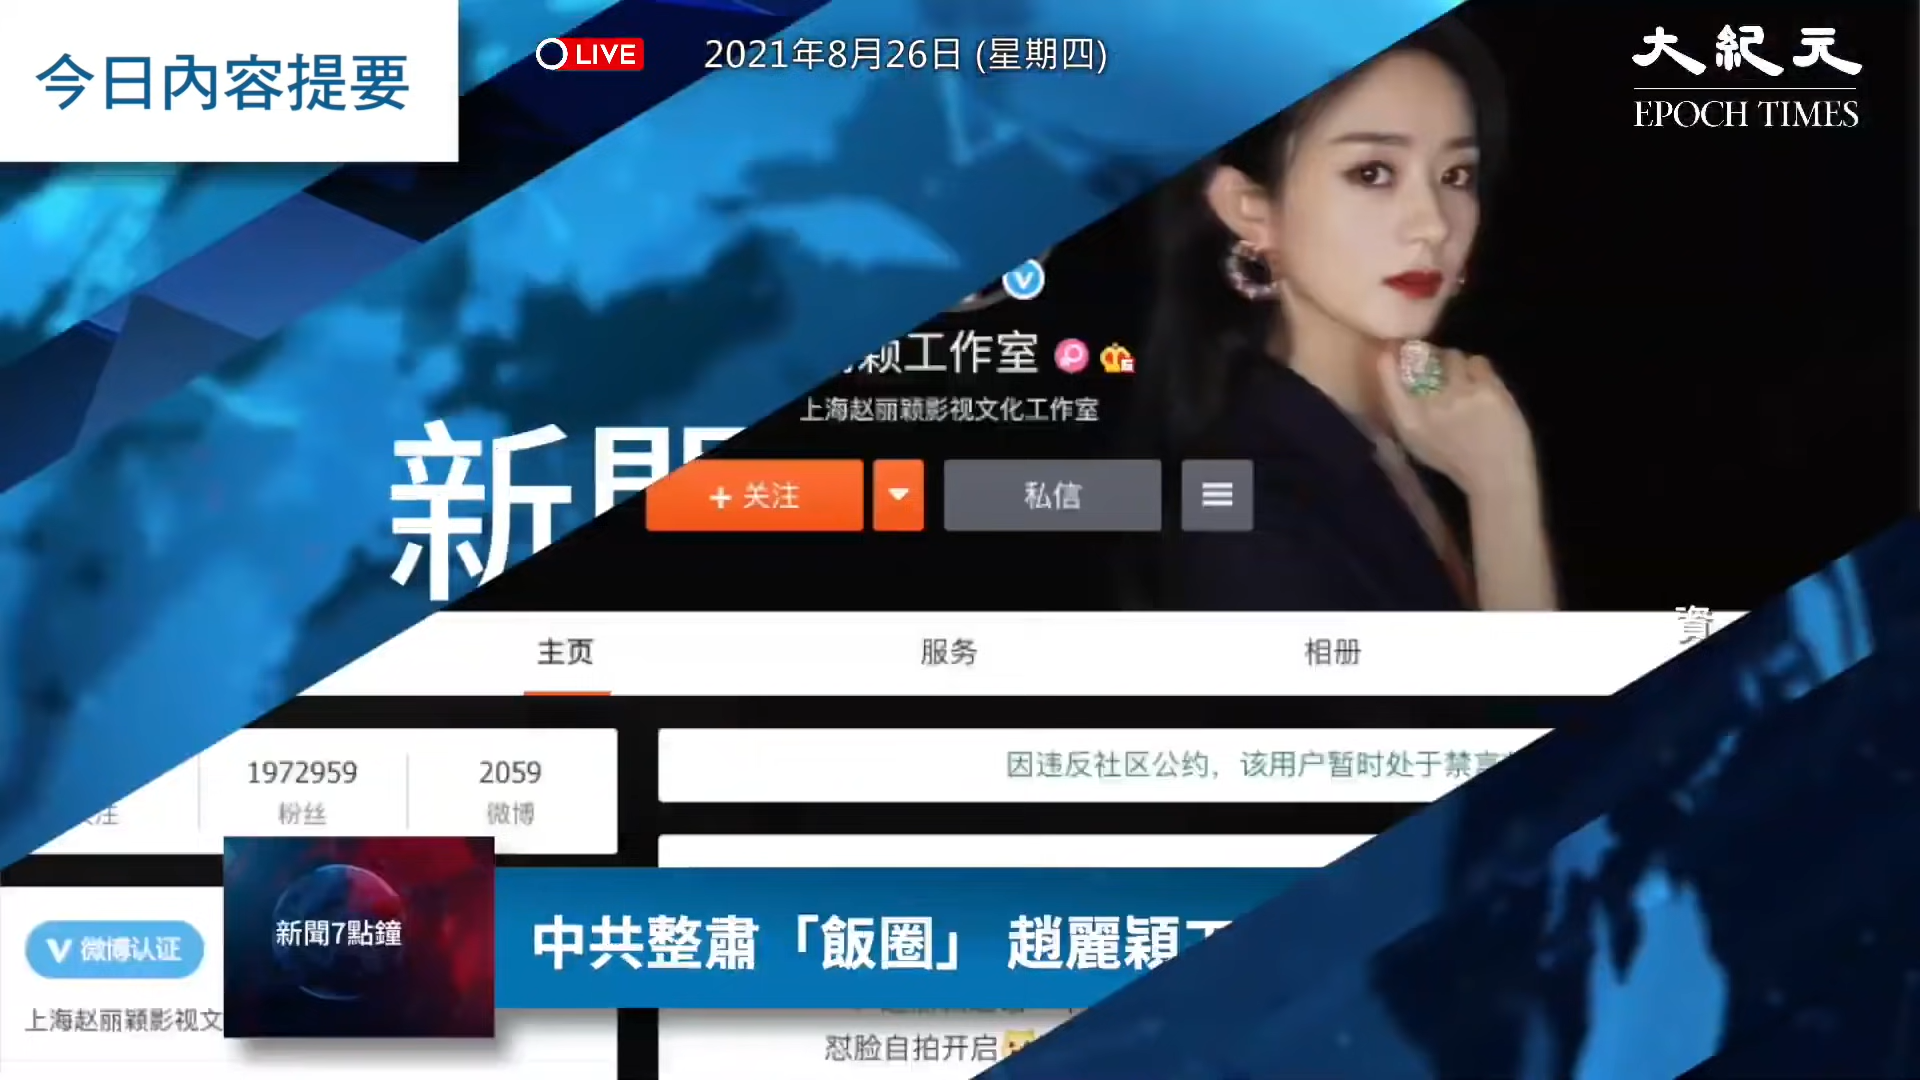 今日內容提要
LIVE
2021年8月26日 (星期四)
大紀元
EPOCH TIMES
颖工作室
上海赵丽颖影视文化工作室
新
+ 关注
私信
主页
服务
相册
資
1972959
粉丝
2059
微博
注
因违反社区公约，该用户暂时处于禁言
新聞7點鐘
中共整肅「飯圈」 趙麗穎工
微博认证
上海赵丽颖影视文
怼脸自拍开启